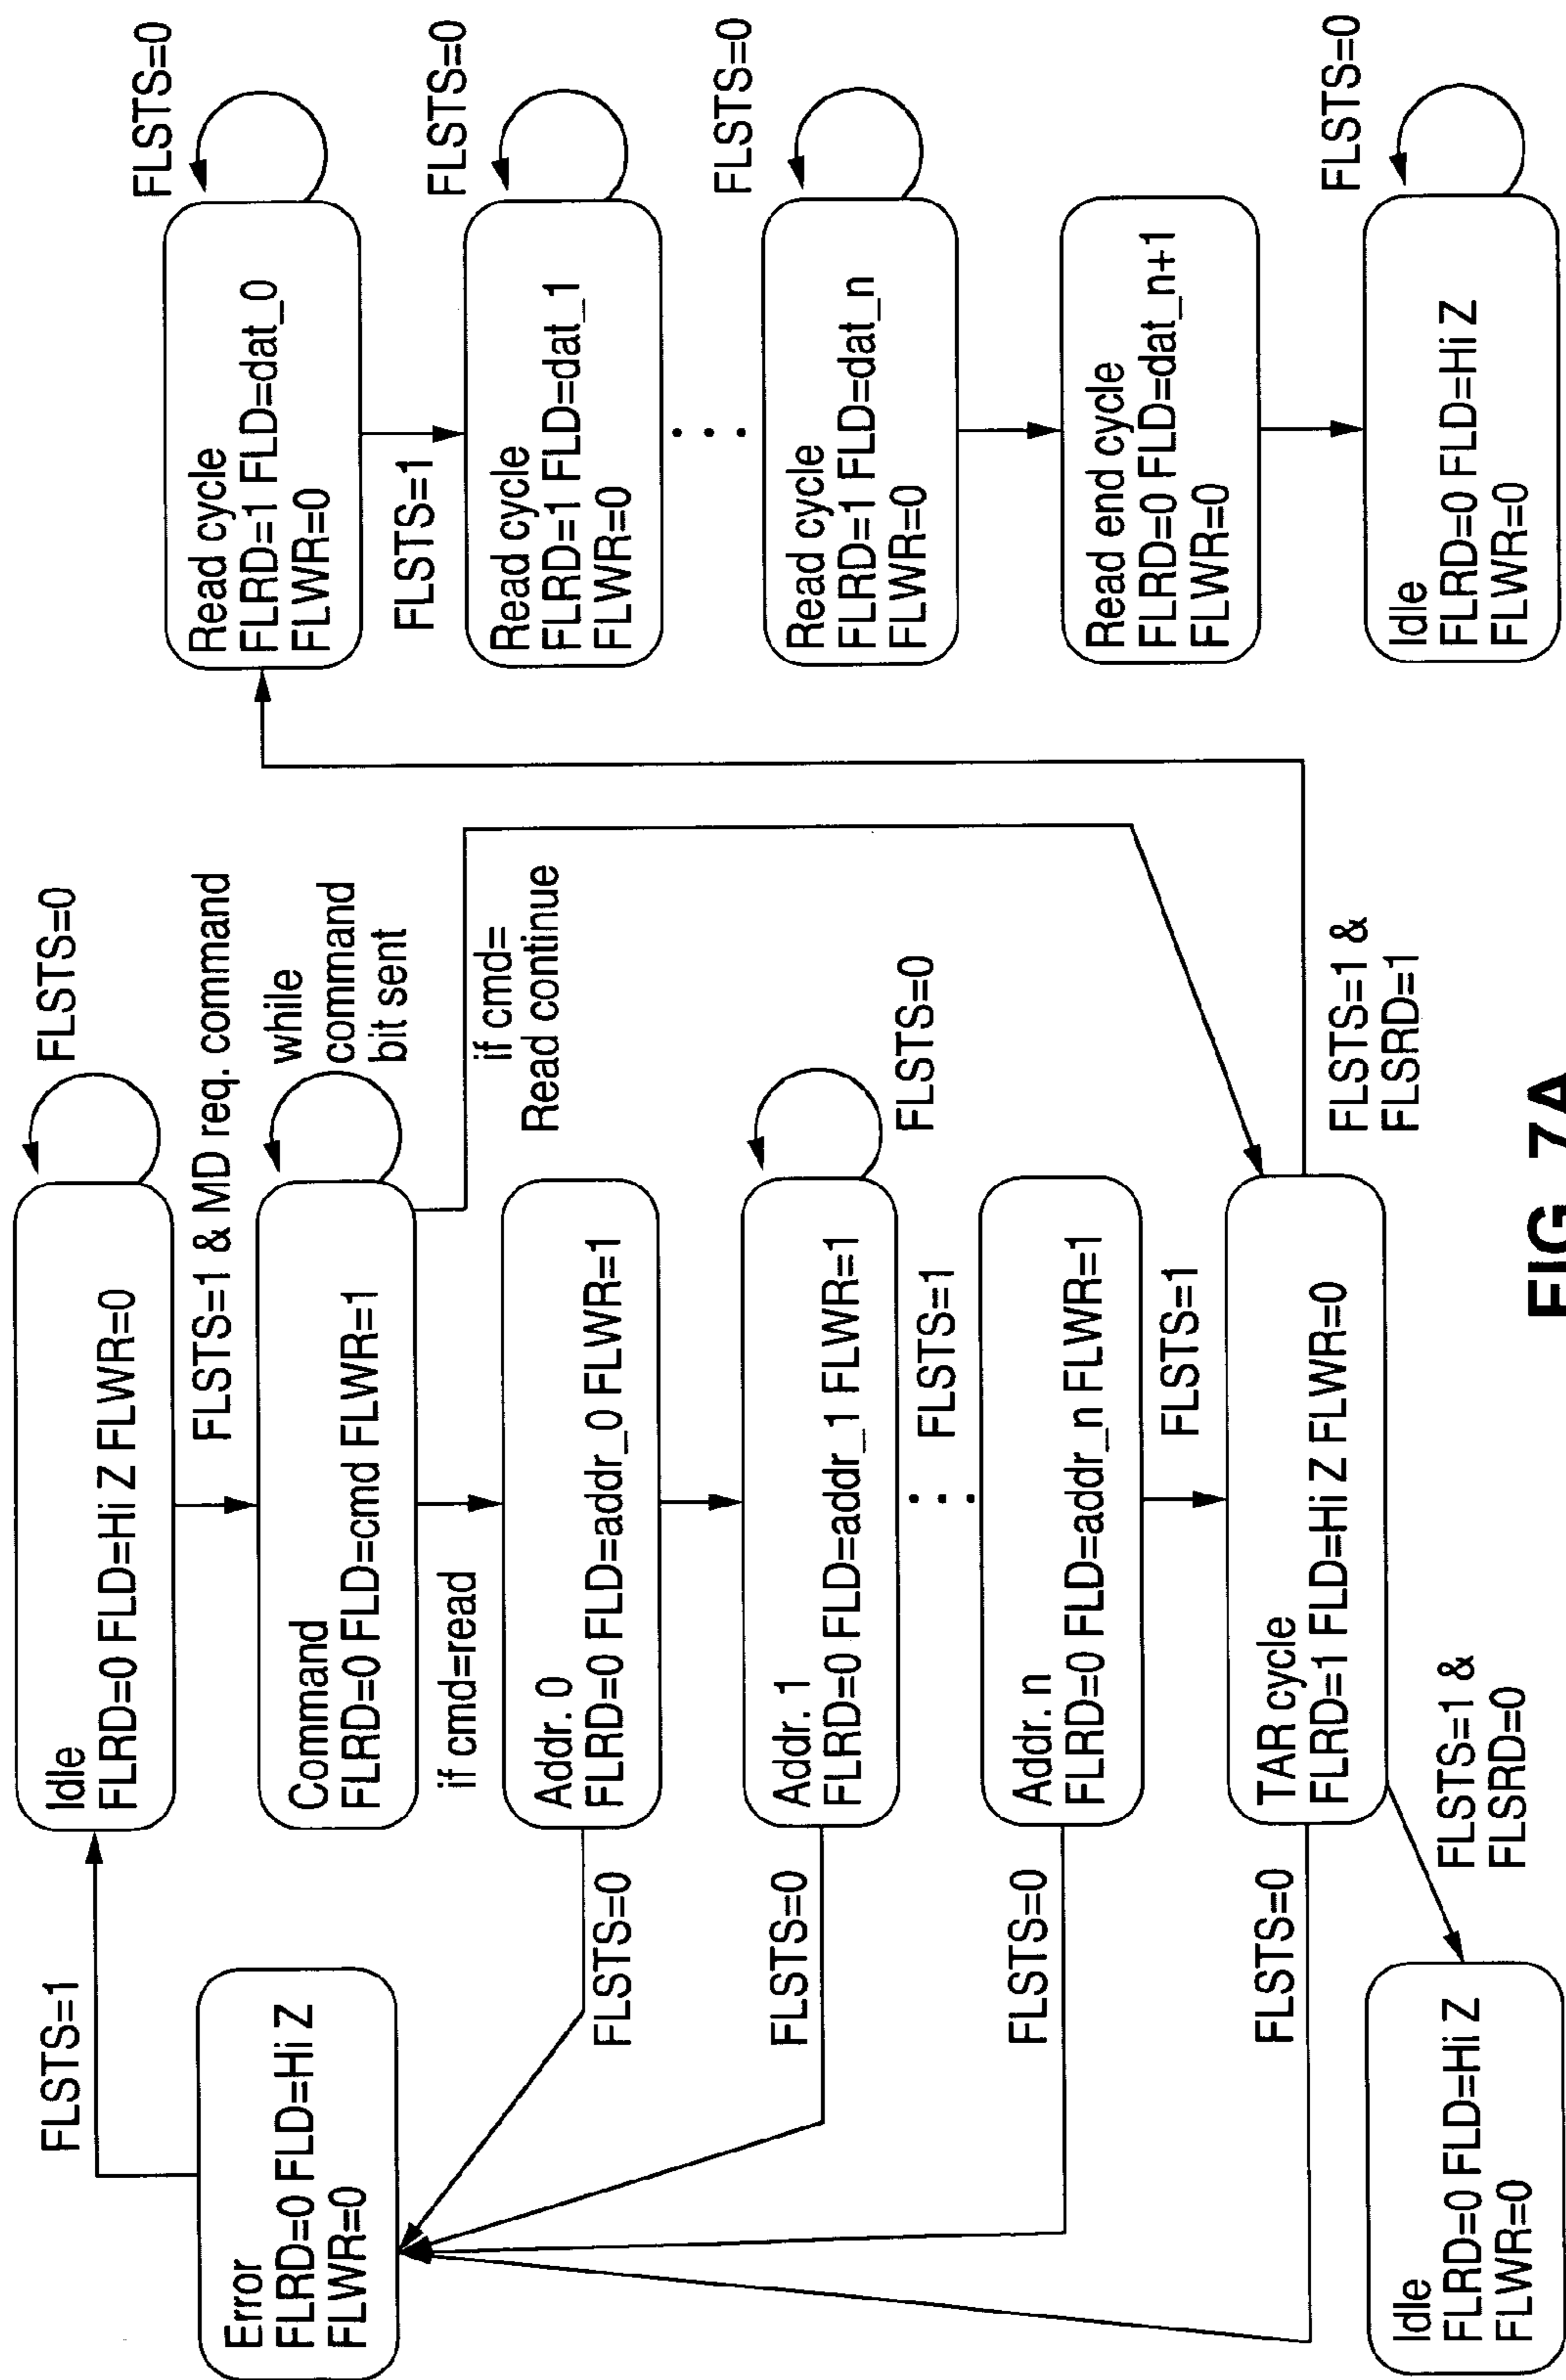 FLSTS=1
Error
FLRD=0 FLD=Hi Z
FLWR=0
Idle
FLRD=0 FLD=Hi Z FLWR=0
FLSTS=0
FLSTS=1 & MD req. command
Command
FLRD=0 FLD=cmd FLWR=1
while
command
bit sent
if cmd=read
if cmd=
Read continue
Addr. 0
FLRD=0 FLD=addr_0 FLWR=1
FLSTS=0
Addr. 1
FLRD=0 FLD=addr_1 FLWR=1
FLSTS=0
FLSTS=0
FLSTS=1
Addr. n
FLRD=0 FLD=addr_n FLWR=1
FLSTS=0
FLSTS=1
TAR cycle
FLRD=1 FLD=Hi Z FLWR=0
FLSTS=0
FLSTS=1 &
FLSRD=0
FLSTS=1 &
FLSRD=1
Idle
FLRD=0 FLD=Hi Z
FLWR=0
Read cycle
FLRD=1 FLD=dat_0
FLWR=0
FLSTS=0
FLSTS=1
Read cycle
FLRD=1 FLD=dat_1
FLWR=0
FLSTS=0
Read cycle
FLRD=1 FLD=dat_n
FLWR=0
FLSTS=0
Read end cycle
FLRD=0 FLD=dat_n+1
FLWR=0
Idle
FLRD=0 FLD=Hi Z
FLWR=0
FLSTS=0
FIG. 7A